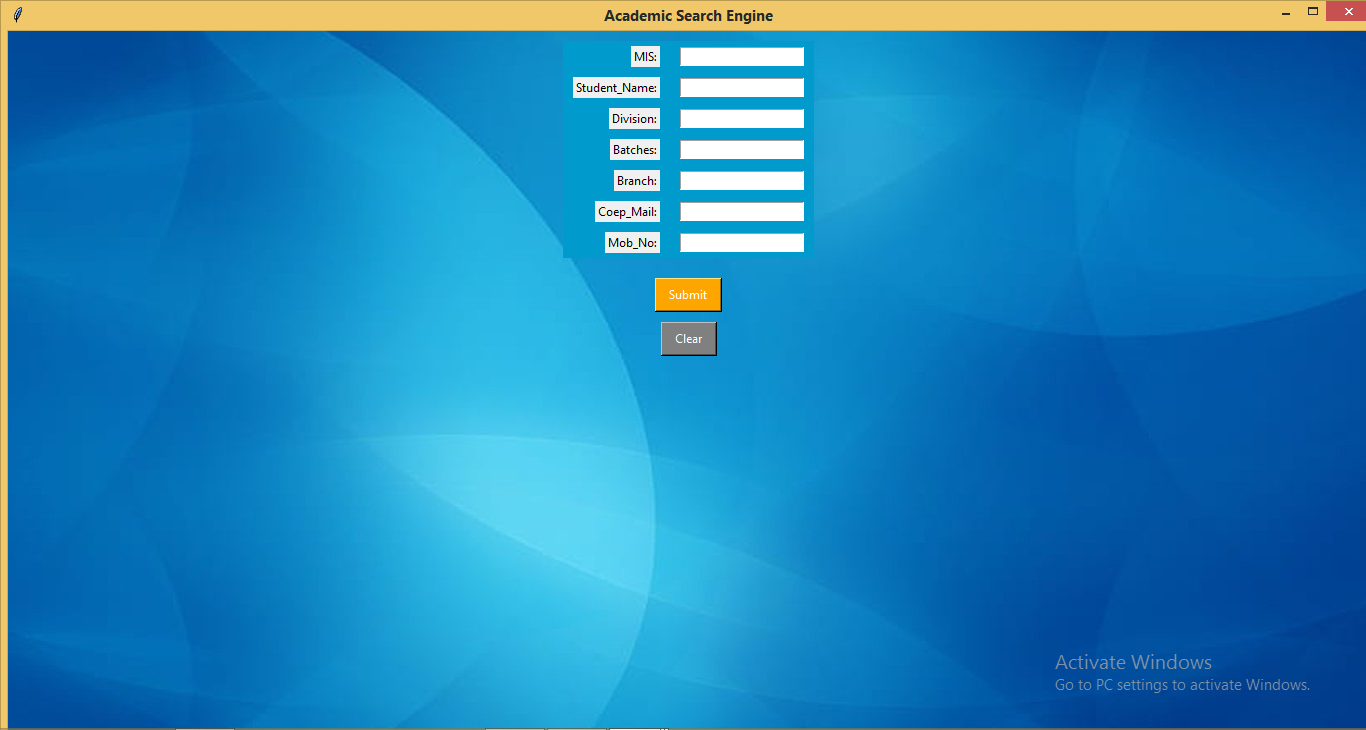 Academic Search Engine
MIS:
Student_Name:
Division:
Batches:
Branch:
Coep_Mail:
Mob_No:
Submit
Clear
Activate Windows
Go to PC settings to activate Windows.